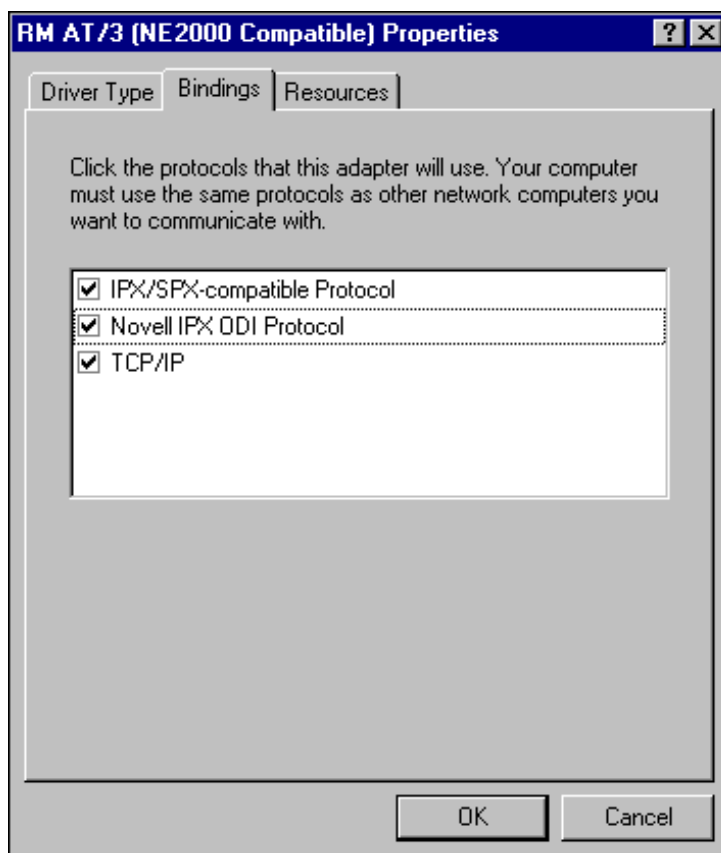 RM AT/3 (NE2000 Compatible) Properties
Driver Type Bindings Resources
Click the protocols that this adapter will use. Your computer
must use the same protocols as other network computers you
want to communicate with.
IPX/SPX-compatible Protocol
Novell IPX ODI Protocol
TCP/IP
OK Cancel